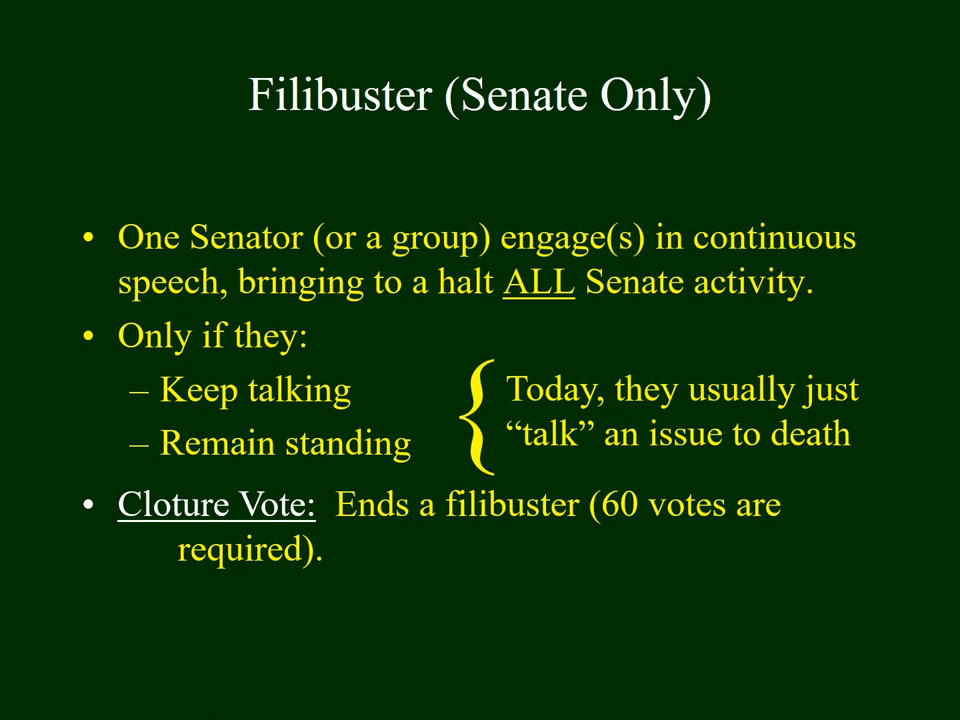 Filibuster (Senate Only)
• One Senator (or a group) engage(s) in continuous
speech, bringing to a halt ALL Senate activity.
• Only if they:
– Keep talking
– Remain standing
{ Today, they usually just
“talk” an issue to death
• Cloture Vote: Ends a filibuster (60 votes are
required).